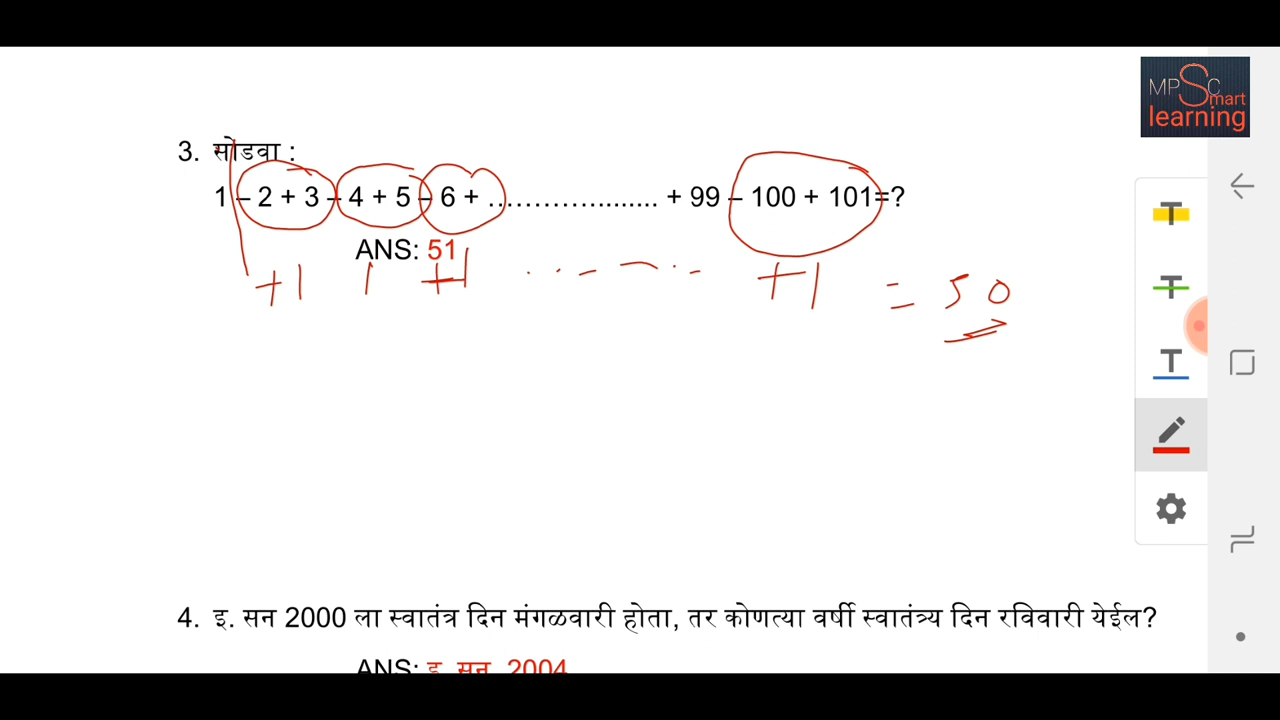 MPSC
Smart
learning
3. सोडवा :
1 – 2 + 3 – 4 + 5 – 6 + …………........ + 99 – 100 + 101=?
ANS: 51
+1 1 +1 ..-~..- +1 = 50
4. इ. सन 2000 ला स्वातंत्र दिन मंगळवारी होता, तर कोणत्या वर्षी स्वातंत्र्य दिन रविवारी येईल?
ANS: इ. सन. 2004
T
T
T